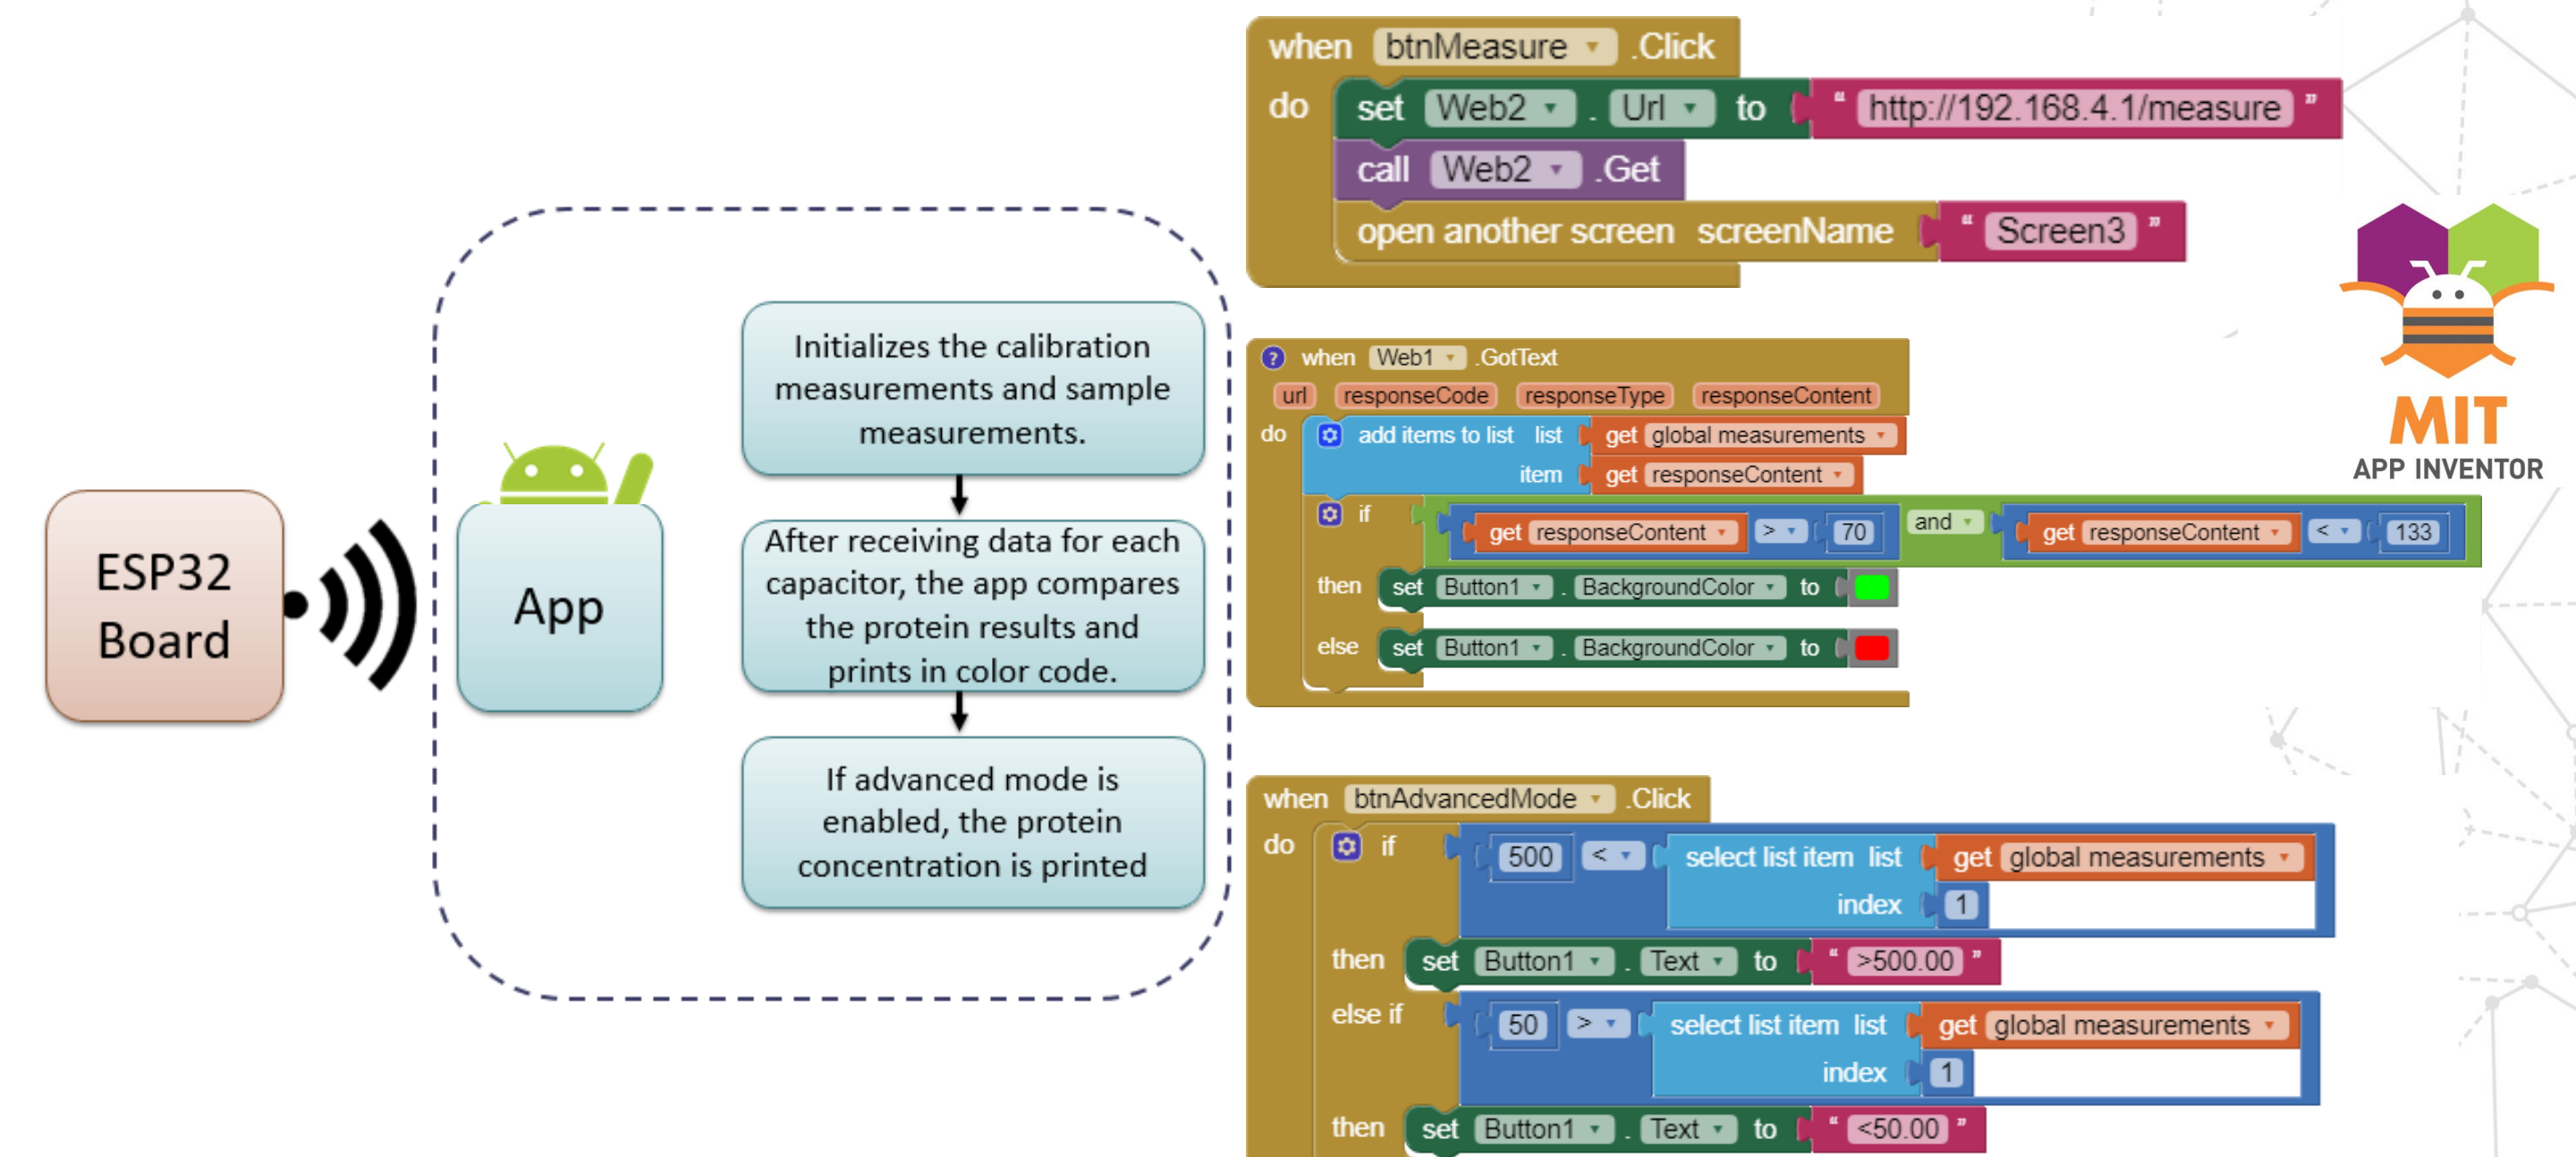 ESP32
Board
App
Initializes the calibration
measurements and sample
measurements.
After receiving data for each
capacitor, the app compares
the protein results and
prints in color code.
If advanced mode is
enabled, the protein
concentration is printed
when btnMeasure .Click
do set Web2 . Url to " http://192.168.4.1/measure "
call Web2 .Get
open another screen screenName " Screen3 "
? when Web1 .GotText
url responseCode responseType responseContent
do add items to list list get global measurements
item get responseContent
if get responseContent > 70 and get responseContent < 133
then set Button1 . BackgroundColor to
else set Button1 . BackgroundColor to
when btnAdvancedMode .Click
do if 500 < select list item list get global measurements
index 1
then set Button1 . Text to " >500.00 "
else if 50 > select list item list get global measurements
index 1
then set Button1 . Text to " <50.00 "
MIT
APP INVENTOR